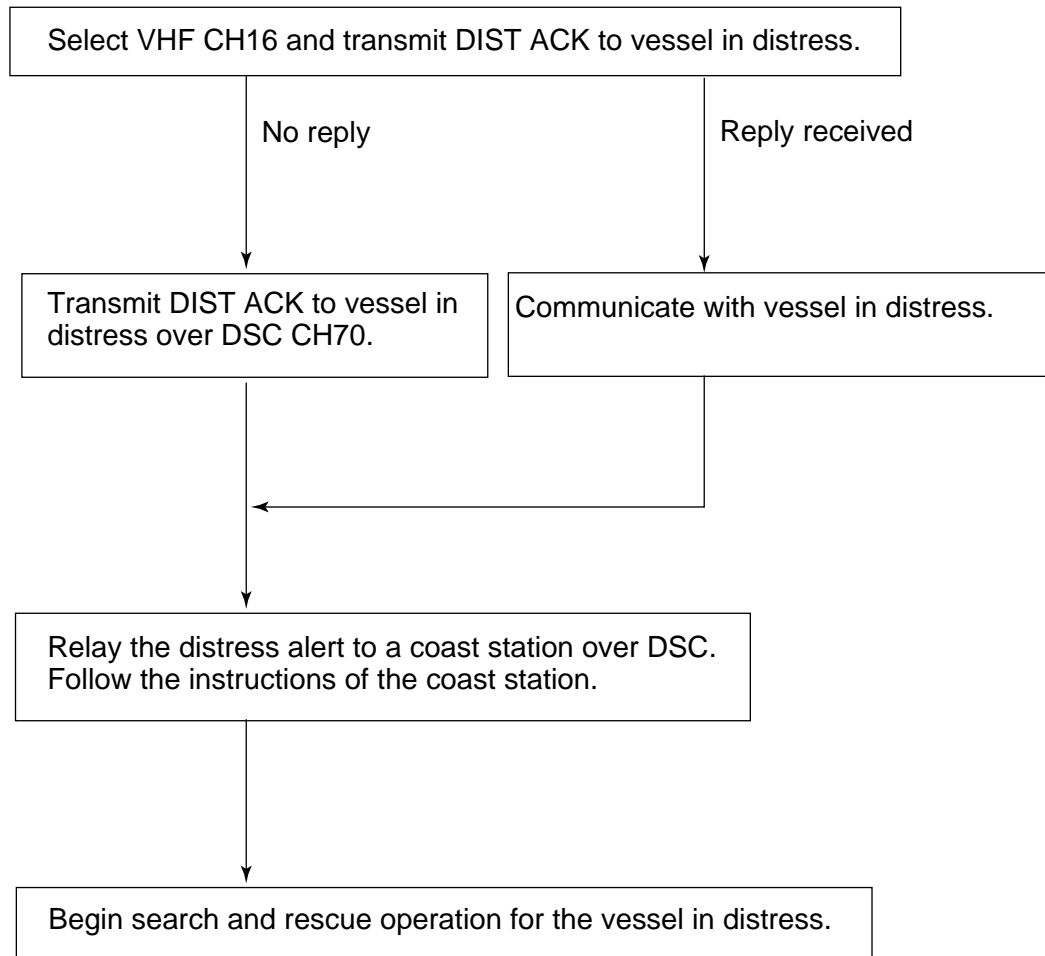 Select VHF CH16 and transmit DIST ACK to vessel in distress.
No reply
Reply received
Transmit DIST ACK to vessel in
distress over DSC CH70.
Communicate with vessel in distress.
Relay the distress alert to a coast station over DSC.
Follow the instructions of the coast station.
Begin search and rescue operation for the vessel in distress.